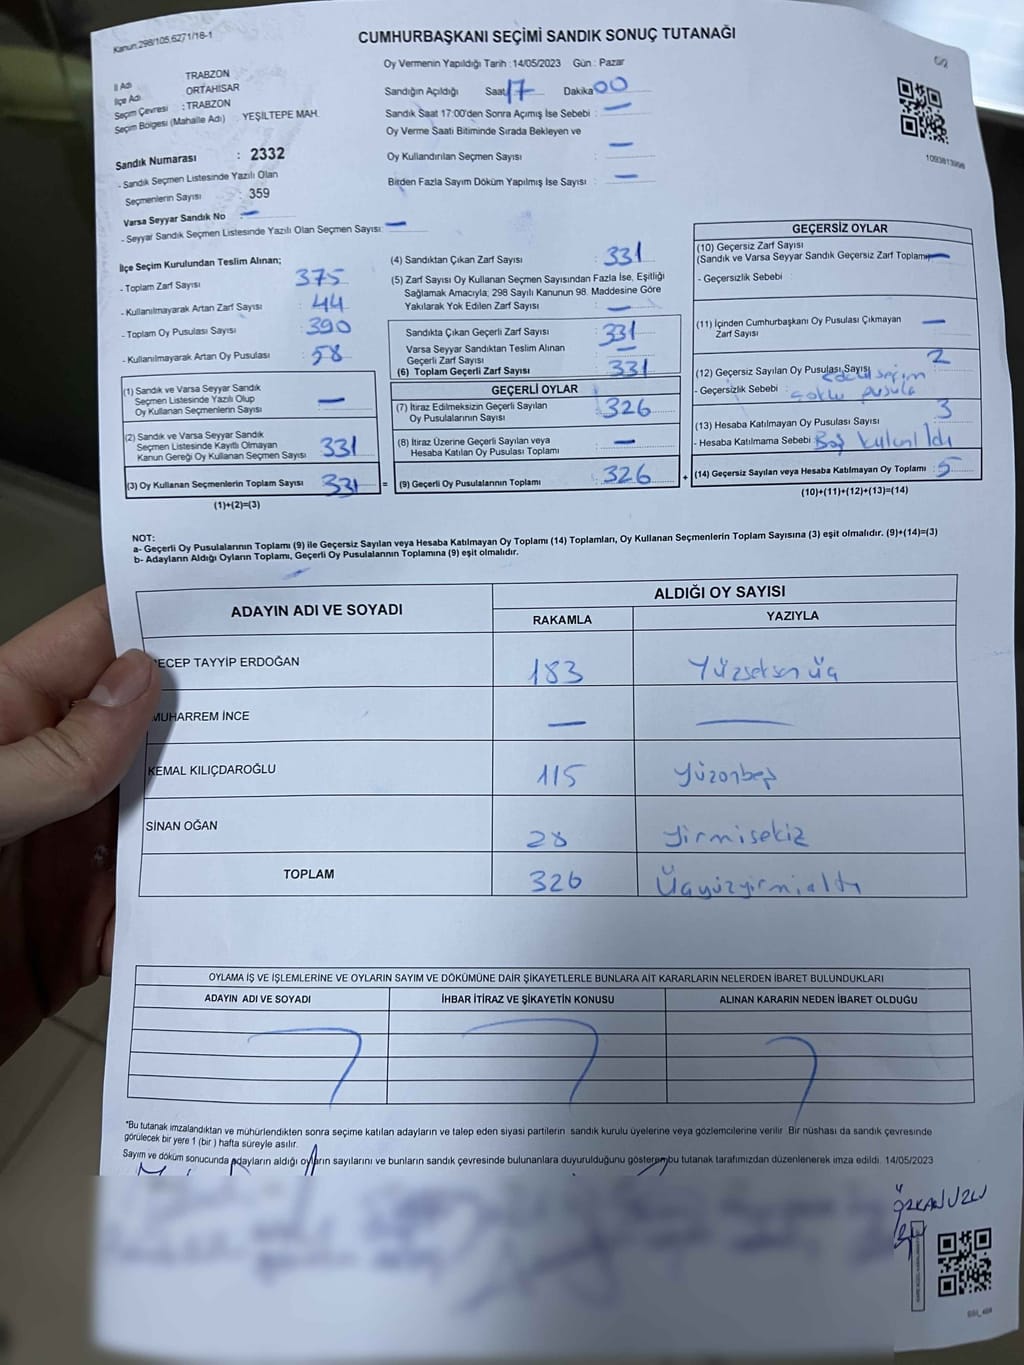 Kanun.298/105,6271/18-1
CUMHURBAŞKANI SEÇİMİ SANDIK SONUÇ TUTANAĞI
Oy Vermenin Yapıldığı Tarih : 14/05/2023 Gün : Pazar
İl Adı TRABZON
İlçe Adı ORTAHİSAR
Seçim Çevresi : TRABZON
Seçim Bölgesi (Mahalle Adı) YEŞİLTEPE MAH.
Sandık Numarası : 2332
- Sandık Seçmen Listesinde Yazılı Olan
Seçmenlerin Sayısı : 359
Varsa Seyyar Sandık No : —
- Seyyar Sandık Seçmen Listesinde Yazılı Olan Seçmen Sayısı : —
Sandığın Açıldığı Saat 17 Dakika 00
Sandık Saat 17:00'den Sonra Açımış İse Sebebi : —
Oy Verme Saati Bitiminde Sırada Bekleyen ve
Oy Kullandırılan Seçmen Sayısı : —
Birden Fazla Sayım Döküm Yapılmış İse Sayısı : —
1093813998
İlçe Seçim Kurulundan Teslim Alınan;
- Toplam Zarf Sayısı 375
- Kullanılmayarak Artan Zarf Sayısı 44
- Toplam Oy Pusulası Sayısı 390
- Kullanılmayarak Artan Oy Pusulası 58
(1) Sandık ve Varsa Seyyar Sandık
Seçmen Listesinde Yazılı Olup
Oy Kullanan Seçmenlerin Sayısı —
(2) Sandık ve Varsa Seyyar Sandık
Seçmen Listesinde Kayıtlı Olmayan
Kanun Gereği Oy Kullanan Seçmen Sayısı 331
(3) Oy Kullanan Seçmenlerin Toplam Sayısı 331
(1)+(2)=(3)
(4) Sandıktan Çıkan Zarf Sayısı 331
(5) Zarf Sayısı Oy Kullanan Seçmen Sayısından Fazla İse, Eşitliği
Sağlamak Amacıyla; 298 Sayılı Kanunun 98. Maddesine Göre
Yakılarak Yok Edilen Zarf Sayısı : —
Sandıkta Çıkan Geçerli Zarf Sayısı : 331
Varsa Seyyar Sandıktan Teslim Alınan
Geçerli Zarf Sayısı —
(6) Toplam Geçerli Zarf Sayısı : 331
GEÇERLİ OYLAR
(7) İtiraz Edilmeksizin Geçerli Sayılan
Oy Pusulalarının Sayısı : 326
(8) İtiraz Üzerine Geçerli Sayılan veya
Hesaba Katılan Oy Pusulası Toplamı —
= (9) Geçerli Oy Pusulalarının Toplamı : 326
GEÇERSİZ OYLAR
(10) Geçersiz Zarf Sayısı
(Sandık ve Varsa Seyyar Sandık Geçersiz Zarf Toplamı) —
- Geçersizlik Sebebi :
(11) İçinden Cumhurbaşkanı Oy Pusulası Çıkmayan
Zarf Sayısı —
(12) Geçersiz Sayılan Oy Pusulası Sayısı 2
- Geçersizlik Sebebi : seçim
pusula
(13) Hesaba Katılmayan Oy Pusulası Sayısı 3
- Hesaba Katılmama Sebebi : Boş kullanıldı
+ (14) Geçersiz Sayılan veya Hesaba Katılmayan Oy Toplamı : 5
(10)+(11)+(12)+(13)=(14)
NOT:
a- Geçerli Oy Pusulalarının Toplamı (9) ile Geçersiz Sayılan veya Hesaba Katılmayan Oy Toplamı (14) Toplamları, Oy Kullanan Seçmenlerin Toplam Sayısına (3) eşit olmalıdır. (9)+(14)=(3)
b- Adayların Aldığı Oyların Toplamı, Geçerli Oy Pusulalarının Toplamına (9) eşit olmalıdır.
ADAYIN ADI VE SOYADI ALDIĞI OY SAYISI
RAKAMLA YAZIYLA
ECEP TAYYİP ERDOĞAN 183 Yüzseksenüç
MUHARREM İNCE — —
KEMAL KILIÇDAROĞLU 115 Yüzonbeş
SİNAN OĞAN 28 Yirmisekiz
TOPLAM 326 Üçyüzyirmialtı
OYLAMA İŞ VE İŞLEMLERİNE VE OYLARIN SAYIM VE DÖKÜMÜNE DAİR ŞİKAYETLERLE BUNLARA AİT KARARLARIN NELERDEN İBARET BULUNDUKLARI
ADAYIN ADI VE SOYADI İHBAR İTİRAZ VE ŞİKAYETİN KONUSU ALINAN KARARIN NEDEN İBARET OLDUĞU
*Bu tutanak imzalandıktan ve mühürlendikten sonra seçime katılan adayların ve talep eden siyasi partilerin sandık kurulu üyelerine veya gözlemcilerine verilir. Bir nüshası da sandık çevresinde
görülecek bir yere 1 (bir ) hafta süreyle asılır.
Sayım ve döküm sonucunda adayların aldığı oyların sayılarını ve bunların sandık çevresinde bulunanlara duyurulduğunu gösteren bu tutanak tarafımızdan düzenlenerek imza edildi. 14/05/2023
ÖZKAN UZUN